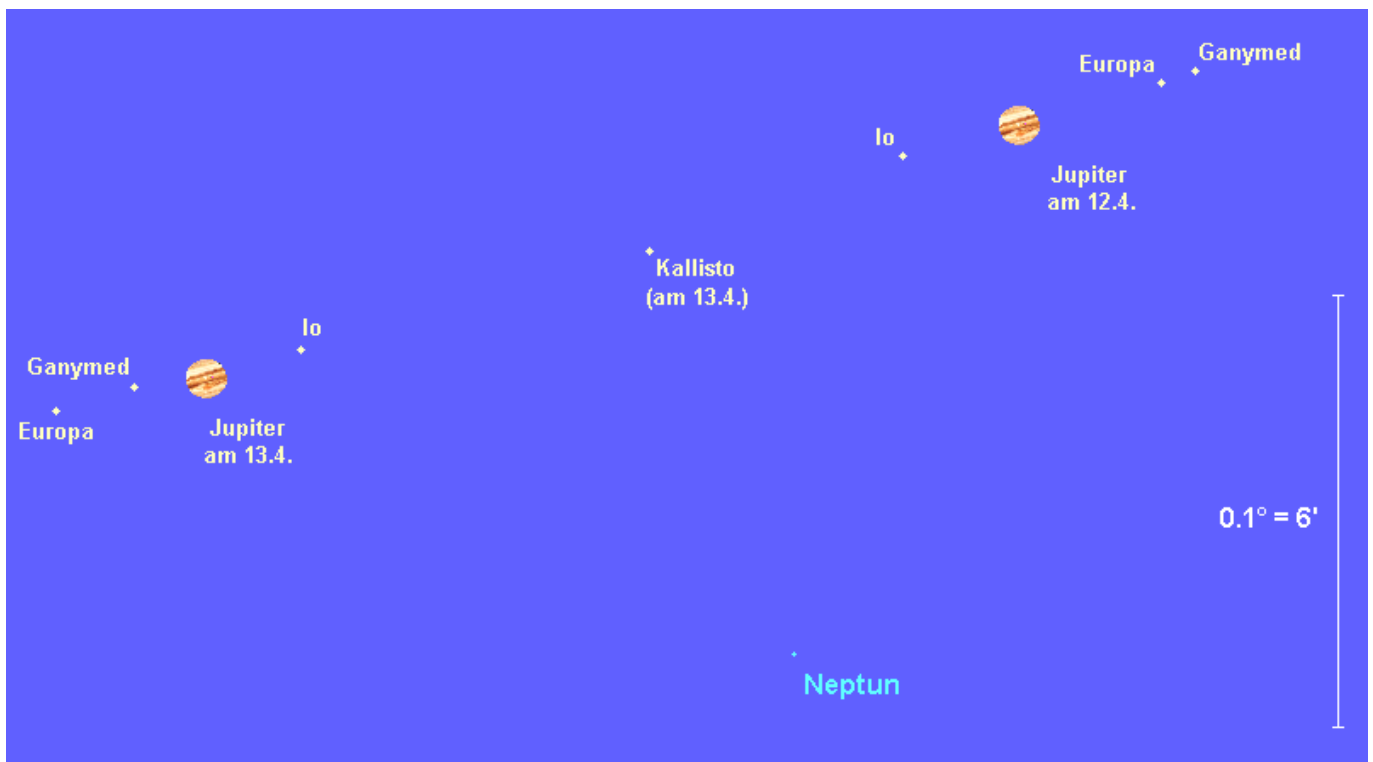 Ganymed
Europa
Io
Jupiter
am 12.4.
Kallisto
(am 13.4.)
Io
Ganymed
Europa
Jupiter
am 13.4.
0.1° = 6'
Neptun